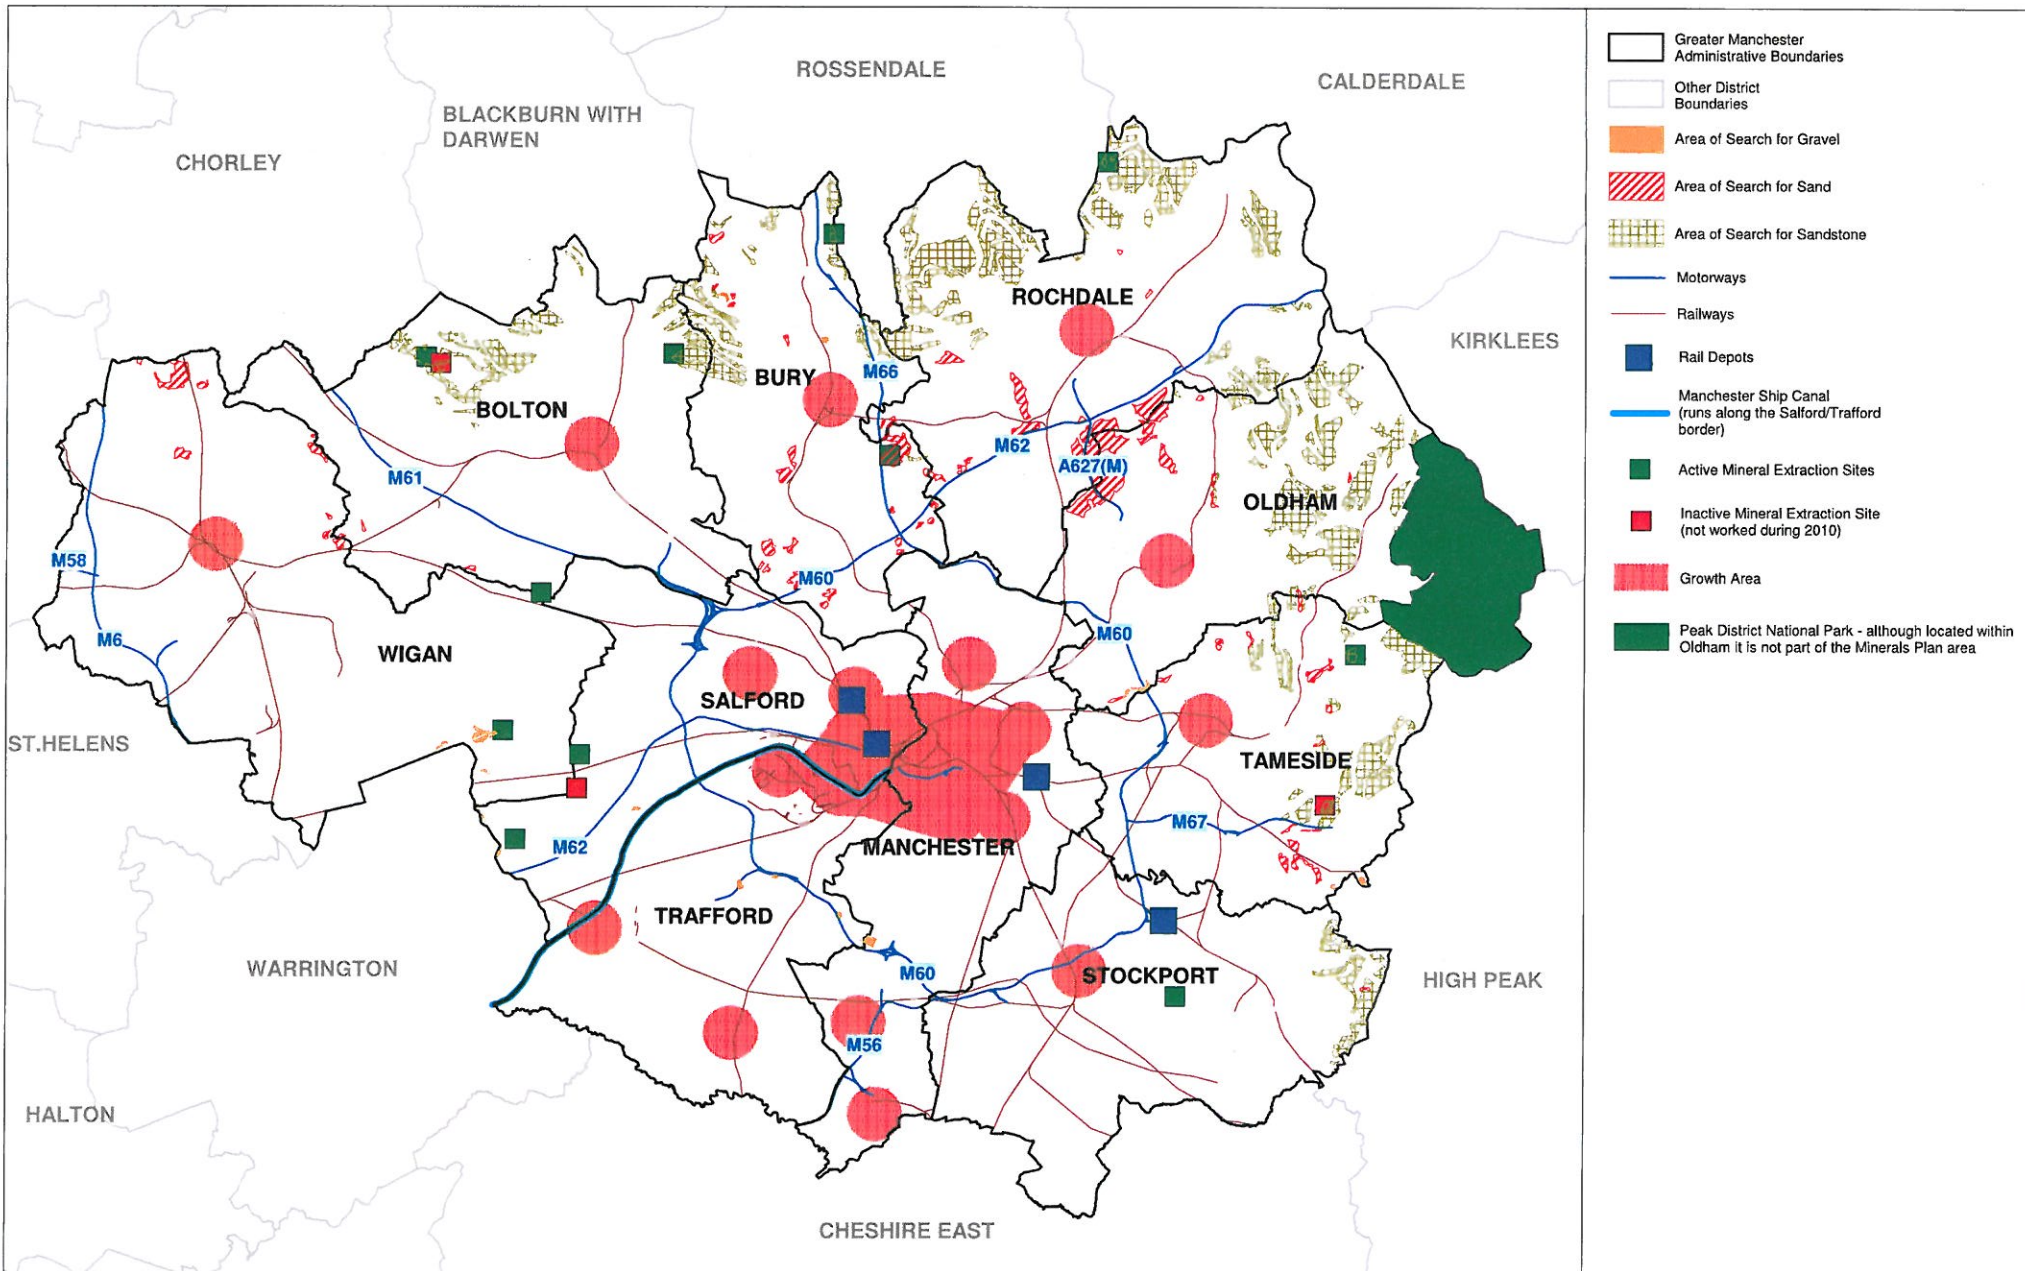 ROSSENDALE
CALDERDALE
BLACKBURN WITH
DARWEN
CHORLEY
ROCHDALE
KIRKLEES
M66
BURY
BOLTON
M62
A627(M)
M61
OLDHAM
M58
M60
M6
M60
WIGAN
SALFORD
ST.HELENS
TAMESIDE
M67
M62
MANCHESTER
TRAFFORD
WARRINGTON
M60
STOCKPORT
HIGH PEAK
M56
HALTON
CHESHIRE EAST
Greater Manchester
Administrative Boundaries
Other District
Boundaries
Area of Search for Gravel
Area of Search for Sand
Area of Search for Sandstone
Motorways
Railways
Rail Depots
Manchester Ship Canal
(runs along the Salford/Trafford
border)
Active Mineral Extraction Sites
Inactive Mineral Extraction Site
(not worked during 2010)
Growth Area
Peak District National Park - although located within
Oldham it is not part of the Minerals Plan area